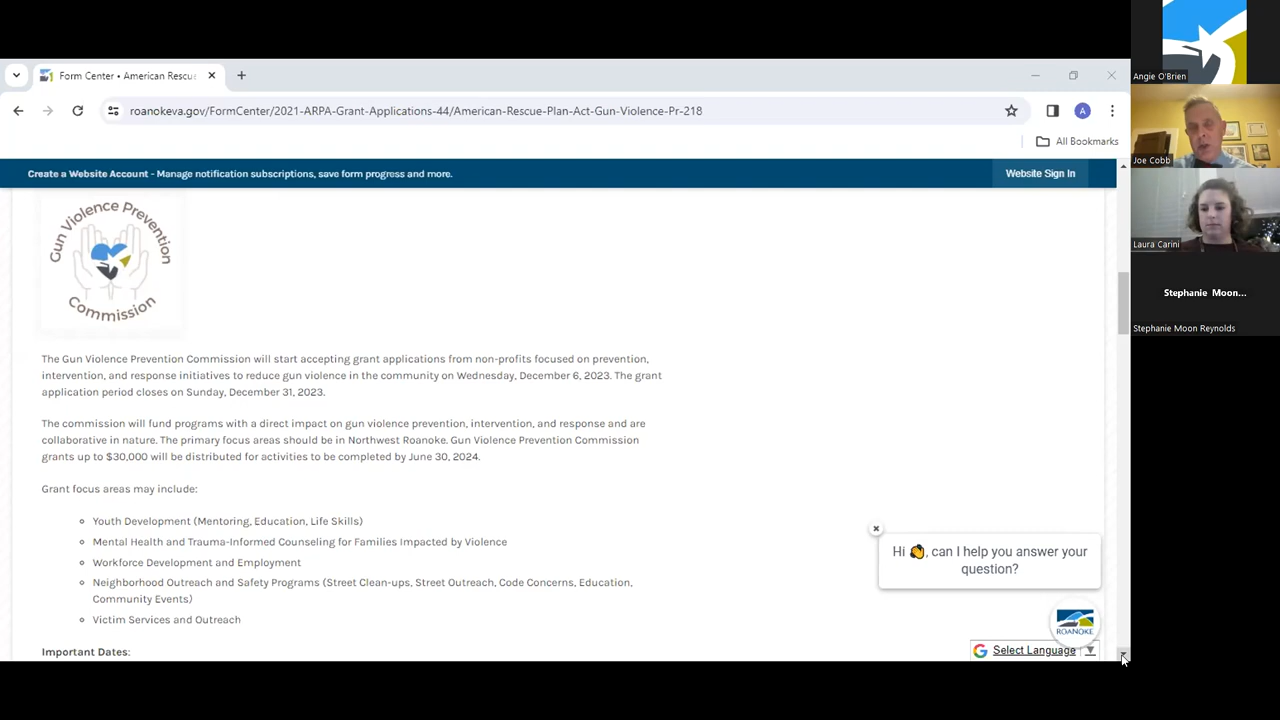 Form Center • American Rescue
roanokeva.gov/FormCenter/2021-ARPA-Grant-Applications-44/American-Rescue-Plan-Act-Gun-Violence-Pr-218
A
All Bookmarks
Create a Website Account - Manage notification subscriptions, save form progress and more.
Website Sign In
Gun Violence Prevention
Commission
The Gun Violence Prevention Commission will start accepting grant applications from non-profits focused on prevention,
intervention, and response initiatives to reduce gun violence in the community on Wednesday, December 6, 2023. The grant
application period closes on Sunday, December 31, 2023.
The commission will fund programs with a direct impact on gun violence prevention, intervention, and response and are
collaborative in nature. The primary focus areas should be in Northwest Roanoke. Gun Violence Prevention Commission
grants up to $30,000 will be distributed for activities to be completed by June 30, 2024.
Grant focus areas may include:
Youth Development (Mentoring, Education, Life Skills)
Mental Health and Trauma-Informed Counseling for Families Impacted by Violence
Workforce Development and Employment
Neighborhood Outreach and Safety Programs (Street Clean-ups, Street Outreach, Code Concerns, Education,
Community Events)
Victim Services and Outreach
Important Dates:
Hi 👋, can I help you answer your
question?
ROANOKE
G Select Language
Angie O'Brien
Joe Cobb
Laura Carini
Stephanie Moon...
Stephanie Moon Reynolds